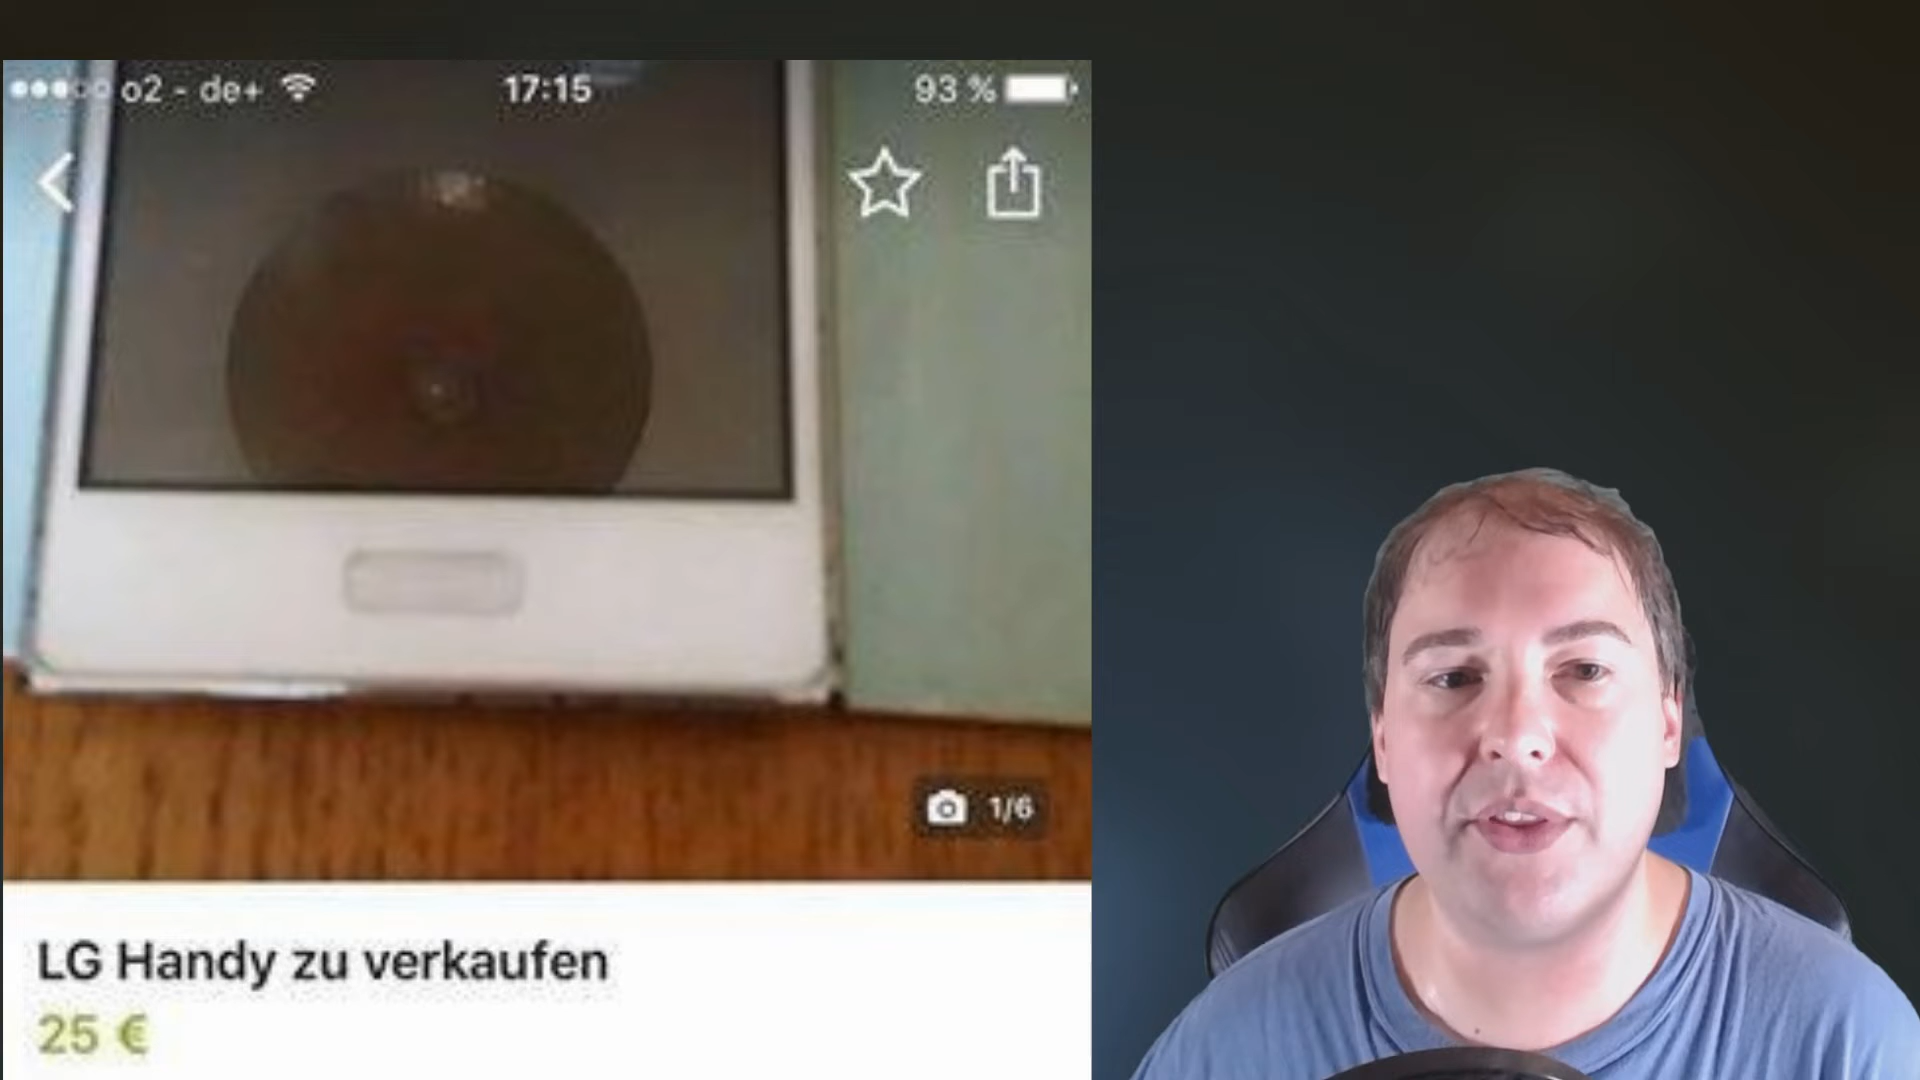 o2 - de+
17:15
93 %
1/6
LG Handy zu verkaufen
25 €